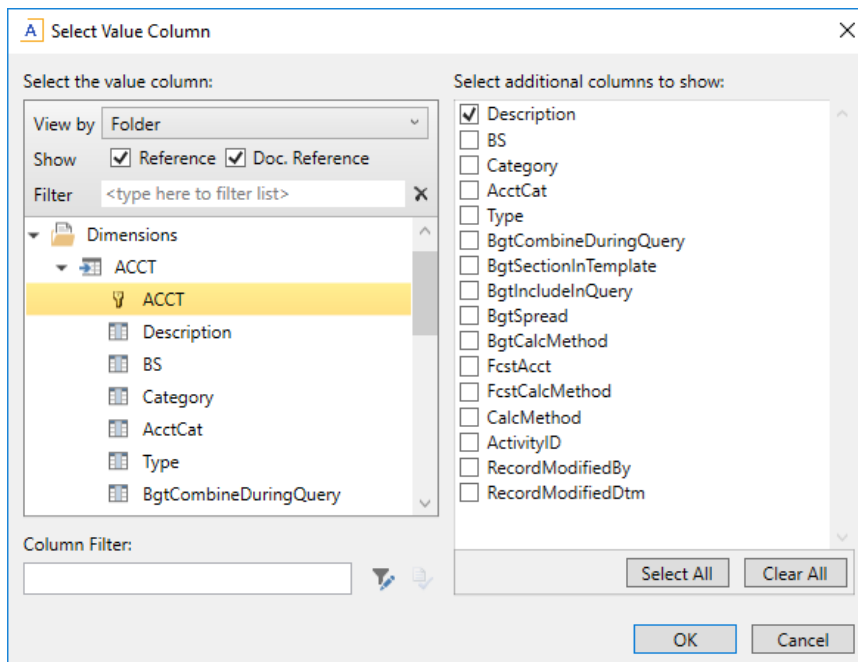 A Select Value Column
Select the value column:
View by Folder
Show Reference Doc. Reference
Filter <type here to filter list>
Dimensions
ACCT
ACCT
Description
BS
Category
AcctCat
Type
BgtCombineDuringQuery
Column Filter:
Select additional columns to show:
Description
BS
Category
AcctCat
Type
BgtCombineDuringQuery
BgtSectionInTemplate
BgtIncludeInQuery
BgtSpread
BgtCalcMethod
FcstAcct
FcstCalcMethod
CalcMethod
ActivityID
RecordModifiedBy
RecordModifiedDtm
Select All Clear All
OK Cancel